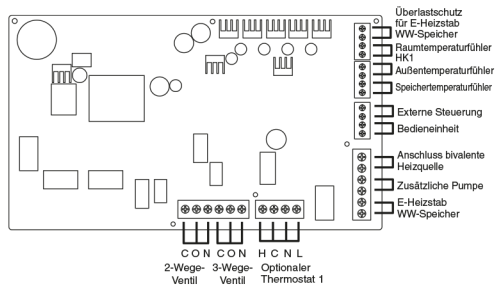 Überlastschutz
für E-Heizstab
WW-Speicher
Raumtemperaturfühler
HK1
Außentemperaturfühler
Speichertemperaturfühler
Externe Steuerung
Bedieneinheit
Anschluss bivalente
Heizquelle
Zusätzliche Pumpe
E-Heizstab
WW-Speicher
C O N C O N H C N L
2-Wege- 3-Wege- Optionaler
Ventil Ventil Thermostat 1